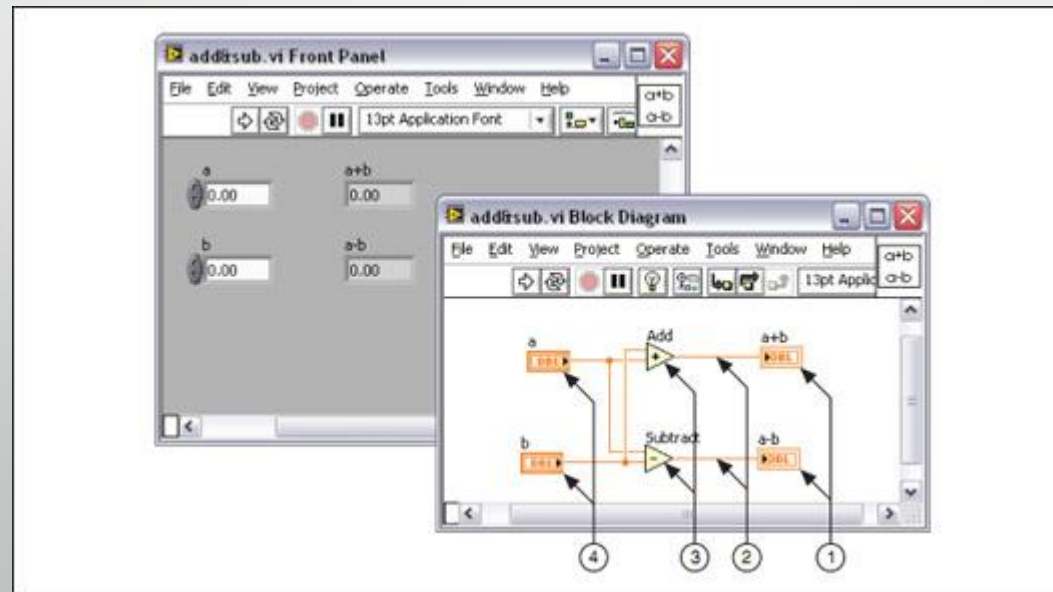 add&sub.vi Front Panel
File Edit View Project Operate Tools Window Help
13pt Application Font
a+b
a-b
a
0.00
a+b
0.00
b
0.00
a-b
0.00
add&sub.vi Block Diagram
File Edit View Project Operate Tools Window Help
13pt Applic
a+b
a-b
a
DBL
Add
+
a+b
DBL
b
DBL
Subtract
-
a-b
DBL
4 3 2 1